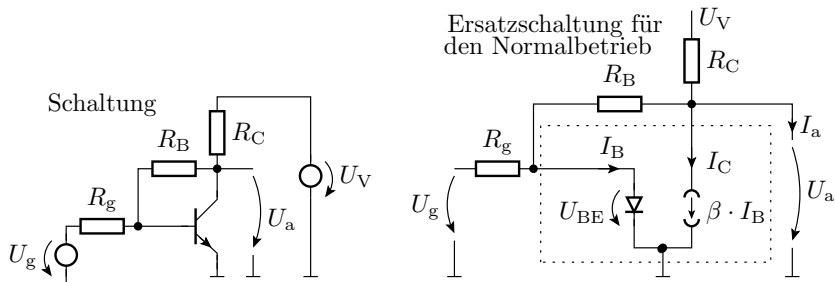 Schaltung
R_B
R_C
R_g
U_g
U_a
U_V
Ersatzschaltung für
den Normalbetrieb
U_V
R_C
R_B
R_g
I_B
I_C
I_a
U_g
U_BE
β · I_B
U_a